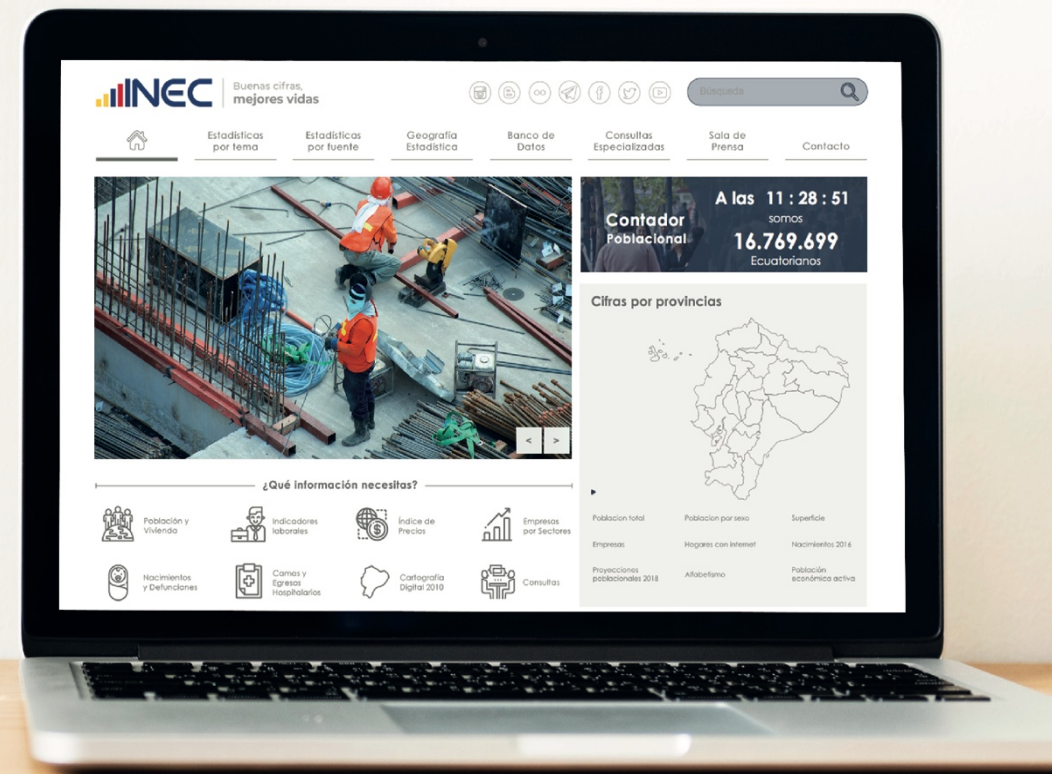 INEC
Buenas cifras,
mejores vidas
Búsqueda
Estadísticas
por tema
Estadísticas
por fuente
Geografía
Estadística
Banco de
Datos
Consultas
Especializadas
Sala de
Prensa
Contacto
Contador
Poblacional
A las 11 : 28 : 51
somos
16.769.699
Ecuatorianos
Cifras por provincias
< >
¿Qué información necesitas?
Población y
Vivienda
Indicadores
laborales
Índice de
Precios
Empresas
por Sectores
Nacimientos
y Defunciones
Camas y
Egresos
Hospitalarios
Cartografía
Digital 2010
Consultas
Poblacion total
Poblacion por sexo
Superficie
Empresas
Hogares con internet
Nacimientos 2016
Proyecciones
poblacionales 2018
Alfabetismo
Población
económica activa